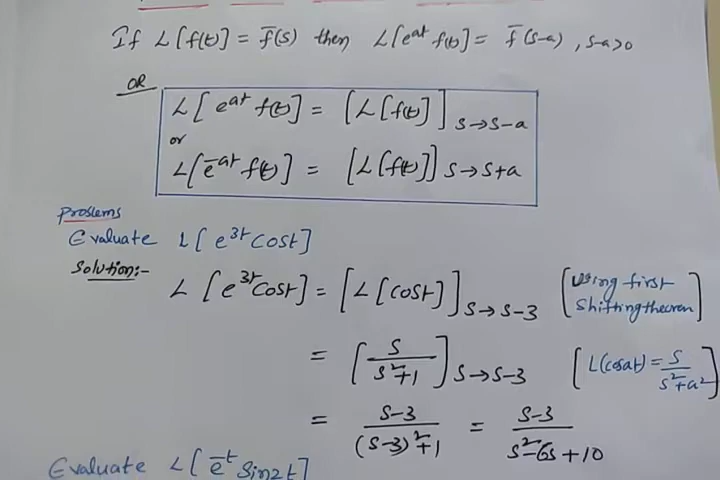 If L[f(t)] = f̄(s) then L[e^{at} f(t)] = f̄(s-a), s-a>0
OR
L[e^{at} f(t)] = [L[f(t)]]_{s→s-a}
or
L[e^{-at} f(t)] = [L[f(t)]]_{s→s+a}
Problems
Evaluate L[e^{3t} cost]
Solution:-
L[e^{3t} cost] = [L[cost]]_{s→s-3} [using first shifting theorem]
= [s/(s²+1)]_{s→s-3} [L(cosat) = s/(s²+a²)]
= (s-3)/((s-3)²+1) = (s-3)/(s²-6s+10)
Evaluate L[e^{-t} sin2t]